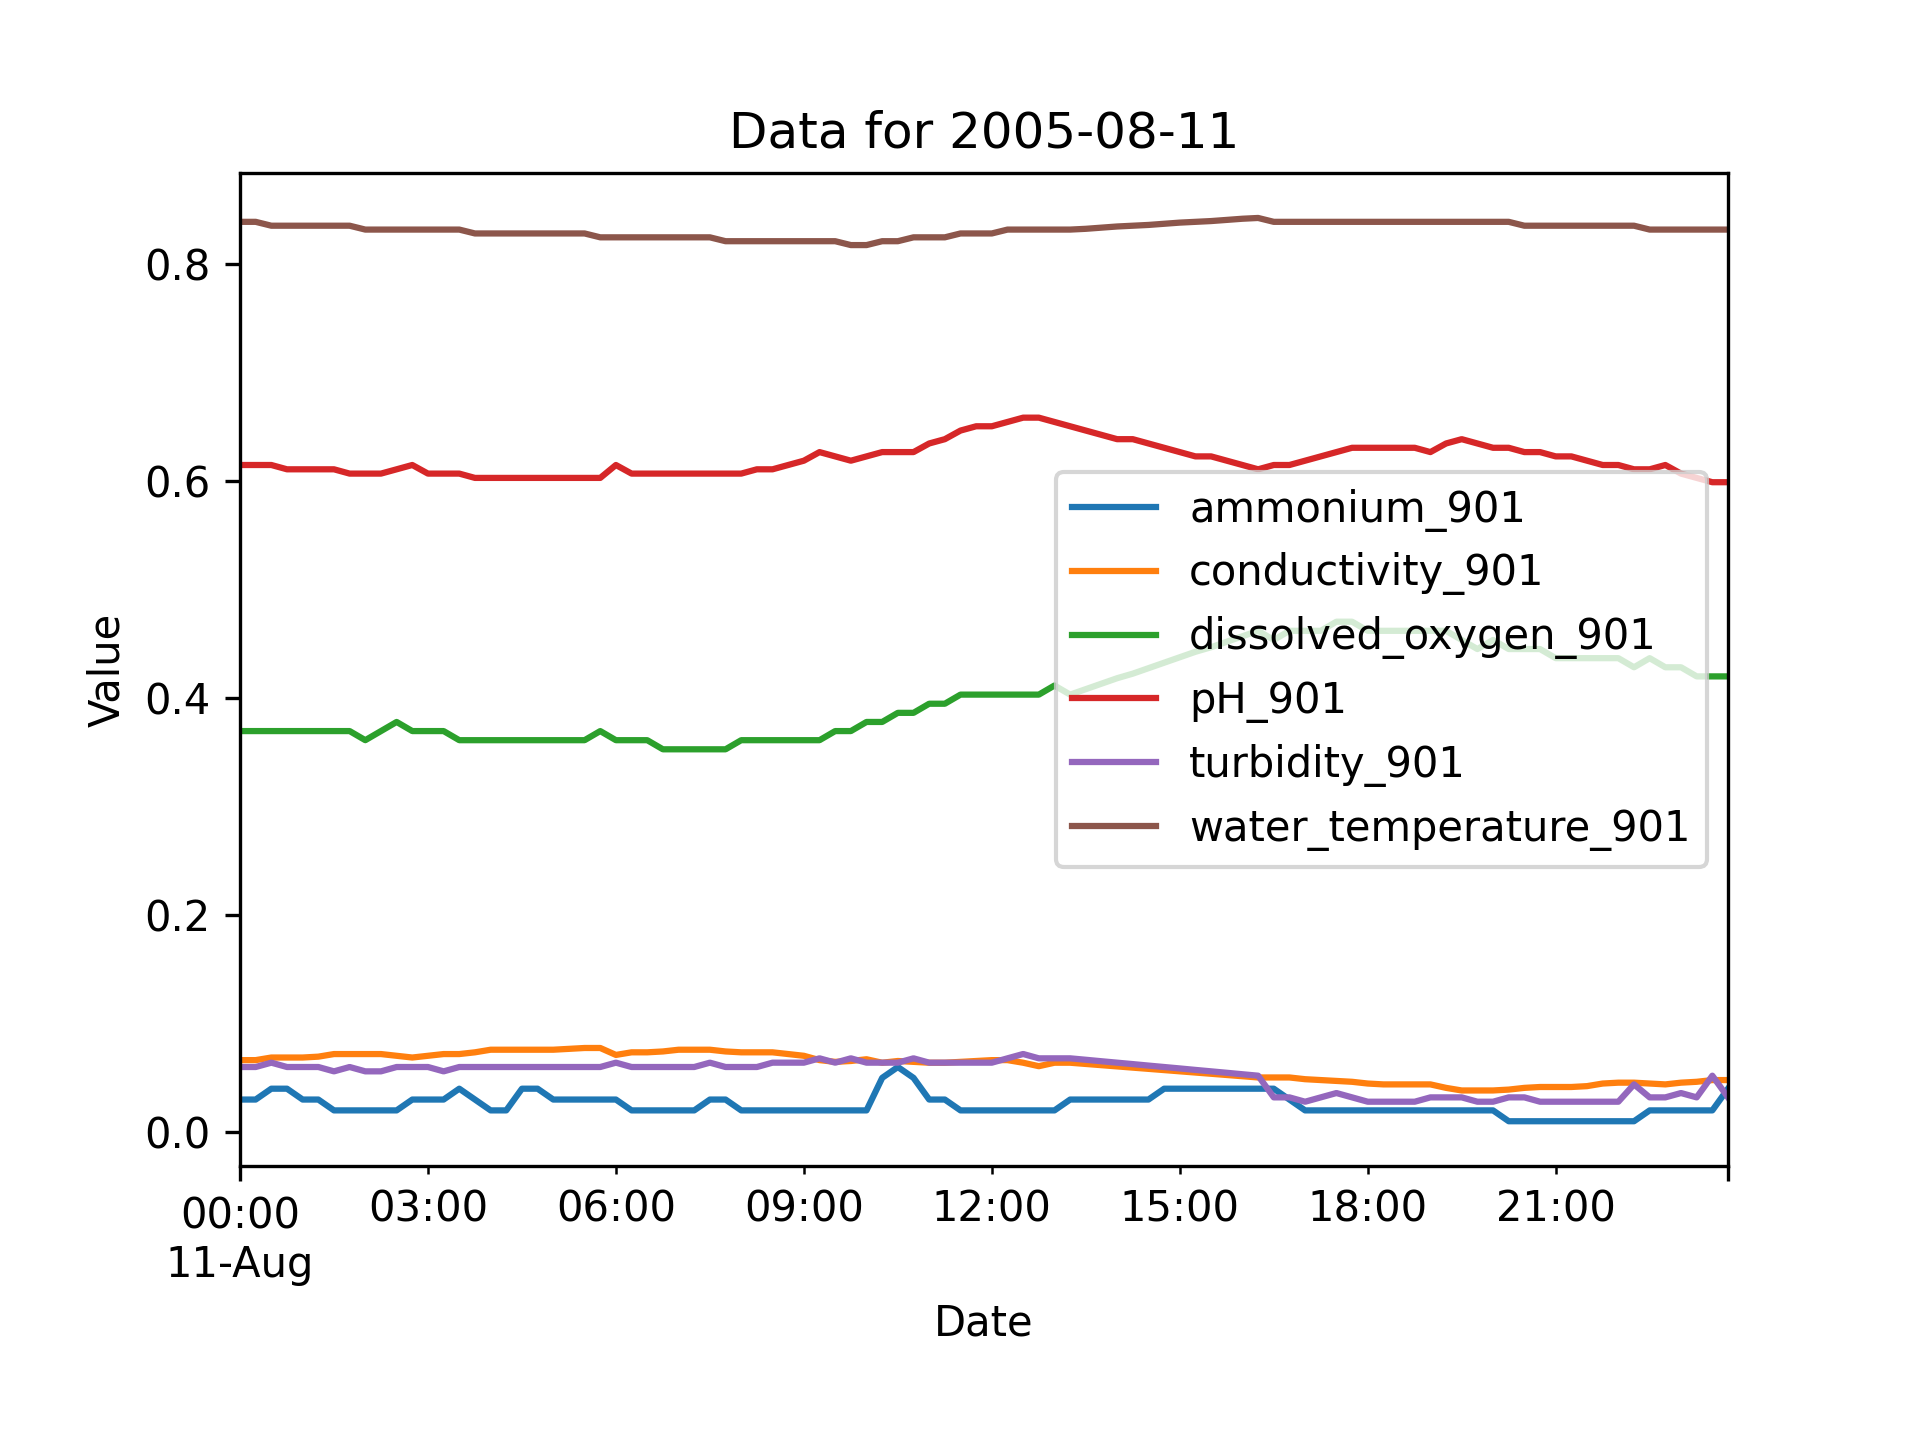 Data for 2005-08-11
Value
0.8
0.6
0.4
0.2
0.0
ammonium_901
conductivity_901
dissolved_oxygen_901
pH_901
turbidity_901
water_temperature_901
00:00 03:00 06:00 09:00 12:00 15:00 18:00 21:00
11-Aug
Date